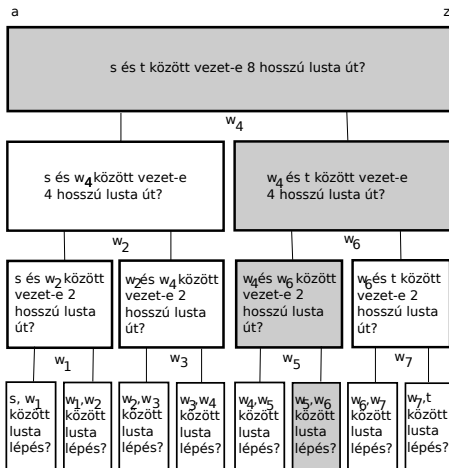 a z
s és t között vezet-e 8 hosszú lusta út?
w4
s és w4 között vezet-e
4 hosszú lusta út?
w4 és t között vezet-e
4 hosszú lusta út?
w2
w6
s és w2 között
vezet-e 2
hosszú lusta
út?
w2 és w4 között
vezet-e 2
hosszú lusta
út?
w4 és w6 között
vezet-e 2
hosszú lusta
út?
w6 és t között
vezet-e 2
hosszú lusta
út?
w1
w3
w5
w7
s, w1
között
lusta
lépés?
w1,w2
között
lusta
lépés?
w2,w3
között
lusta
lépés?
w3,w4
között
lusta
lépés?
w4,w5
között
lusta
lépés?
w5,w6
között
lusta
lépés?
w6,w7
között
lusta
lépés?
w7,t
között
lusta
lépés?